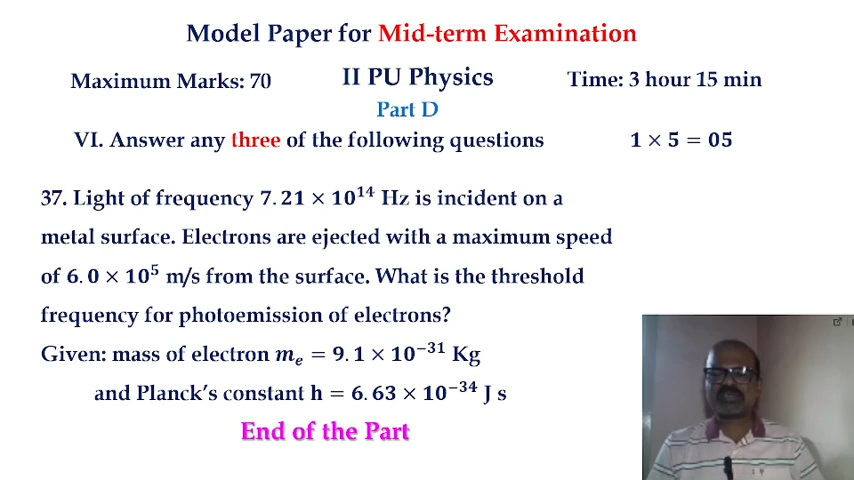 Model Paper for Mid-term Examination
Maximum Marks: 70 II PU Physics Time: 3 hour 15 min
Part D
VI. Answer any three of the following questions 1 × 5 = 05
37. Light of frequency 7.21 × 10¹⁴ Hz is incident on a
metal surface. Electrons are ejected with a maximum speed
of 6.0 × 10⁵ m/s from the surface. What is the threshold
frequency for photoemission of electrons?
Given: mass of electron mₑ = 9.1 × 10⁻³¹ Kg
and Planck's constant h = 6.63 × 10⁻³⁴ J s
End of the Part